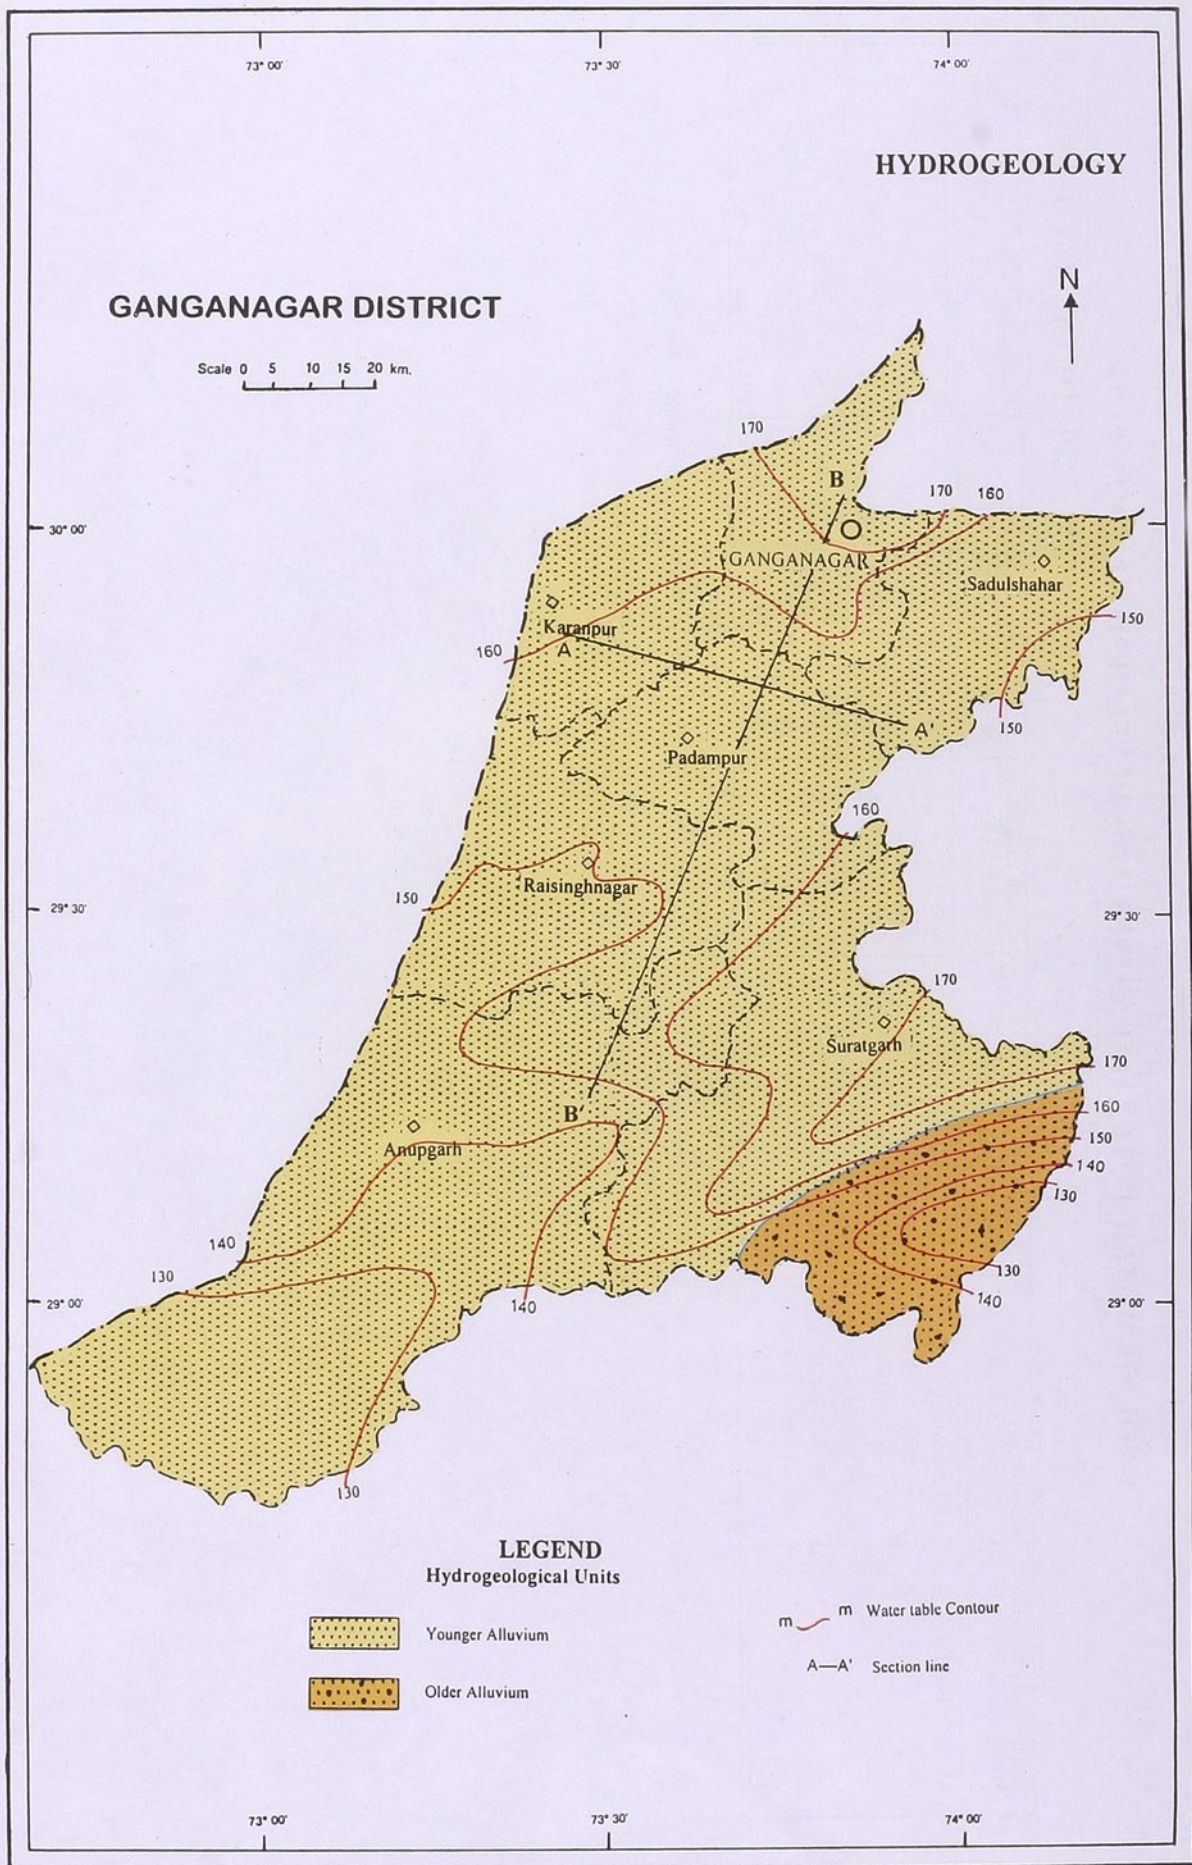 73° 00'
73° 30'
74° 00'
HYDROGEOLOGY
N
GANGANAGAR DISTRICT
Scale 0 5 10 15 20 km.
170
B
170
160
30° 00'
GANGANAGAR
Sadulshahar
Karanpur
A
160
150
150
A'
Padampur
160
Raisinghnagar
150
29° 30'
29° 30'
170
Suratgarh
170
B'
160
Anupgarh
150
140
130
140
130
130
140
140
29° 00'
29° 00'
130
LEGEND
Hydrogeological Units
Younger Alluvium
m m Water table Contour
A—A' Section line
Older Alluvium
73° 00'
73° 30'
74° 00'